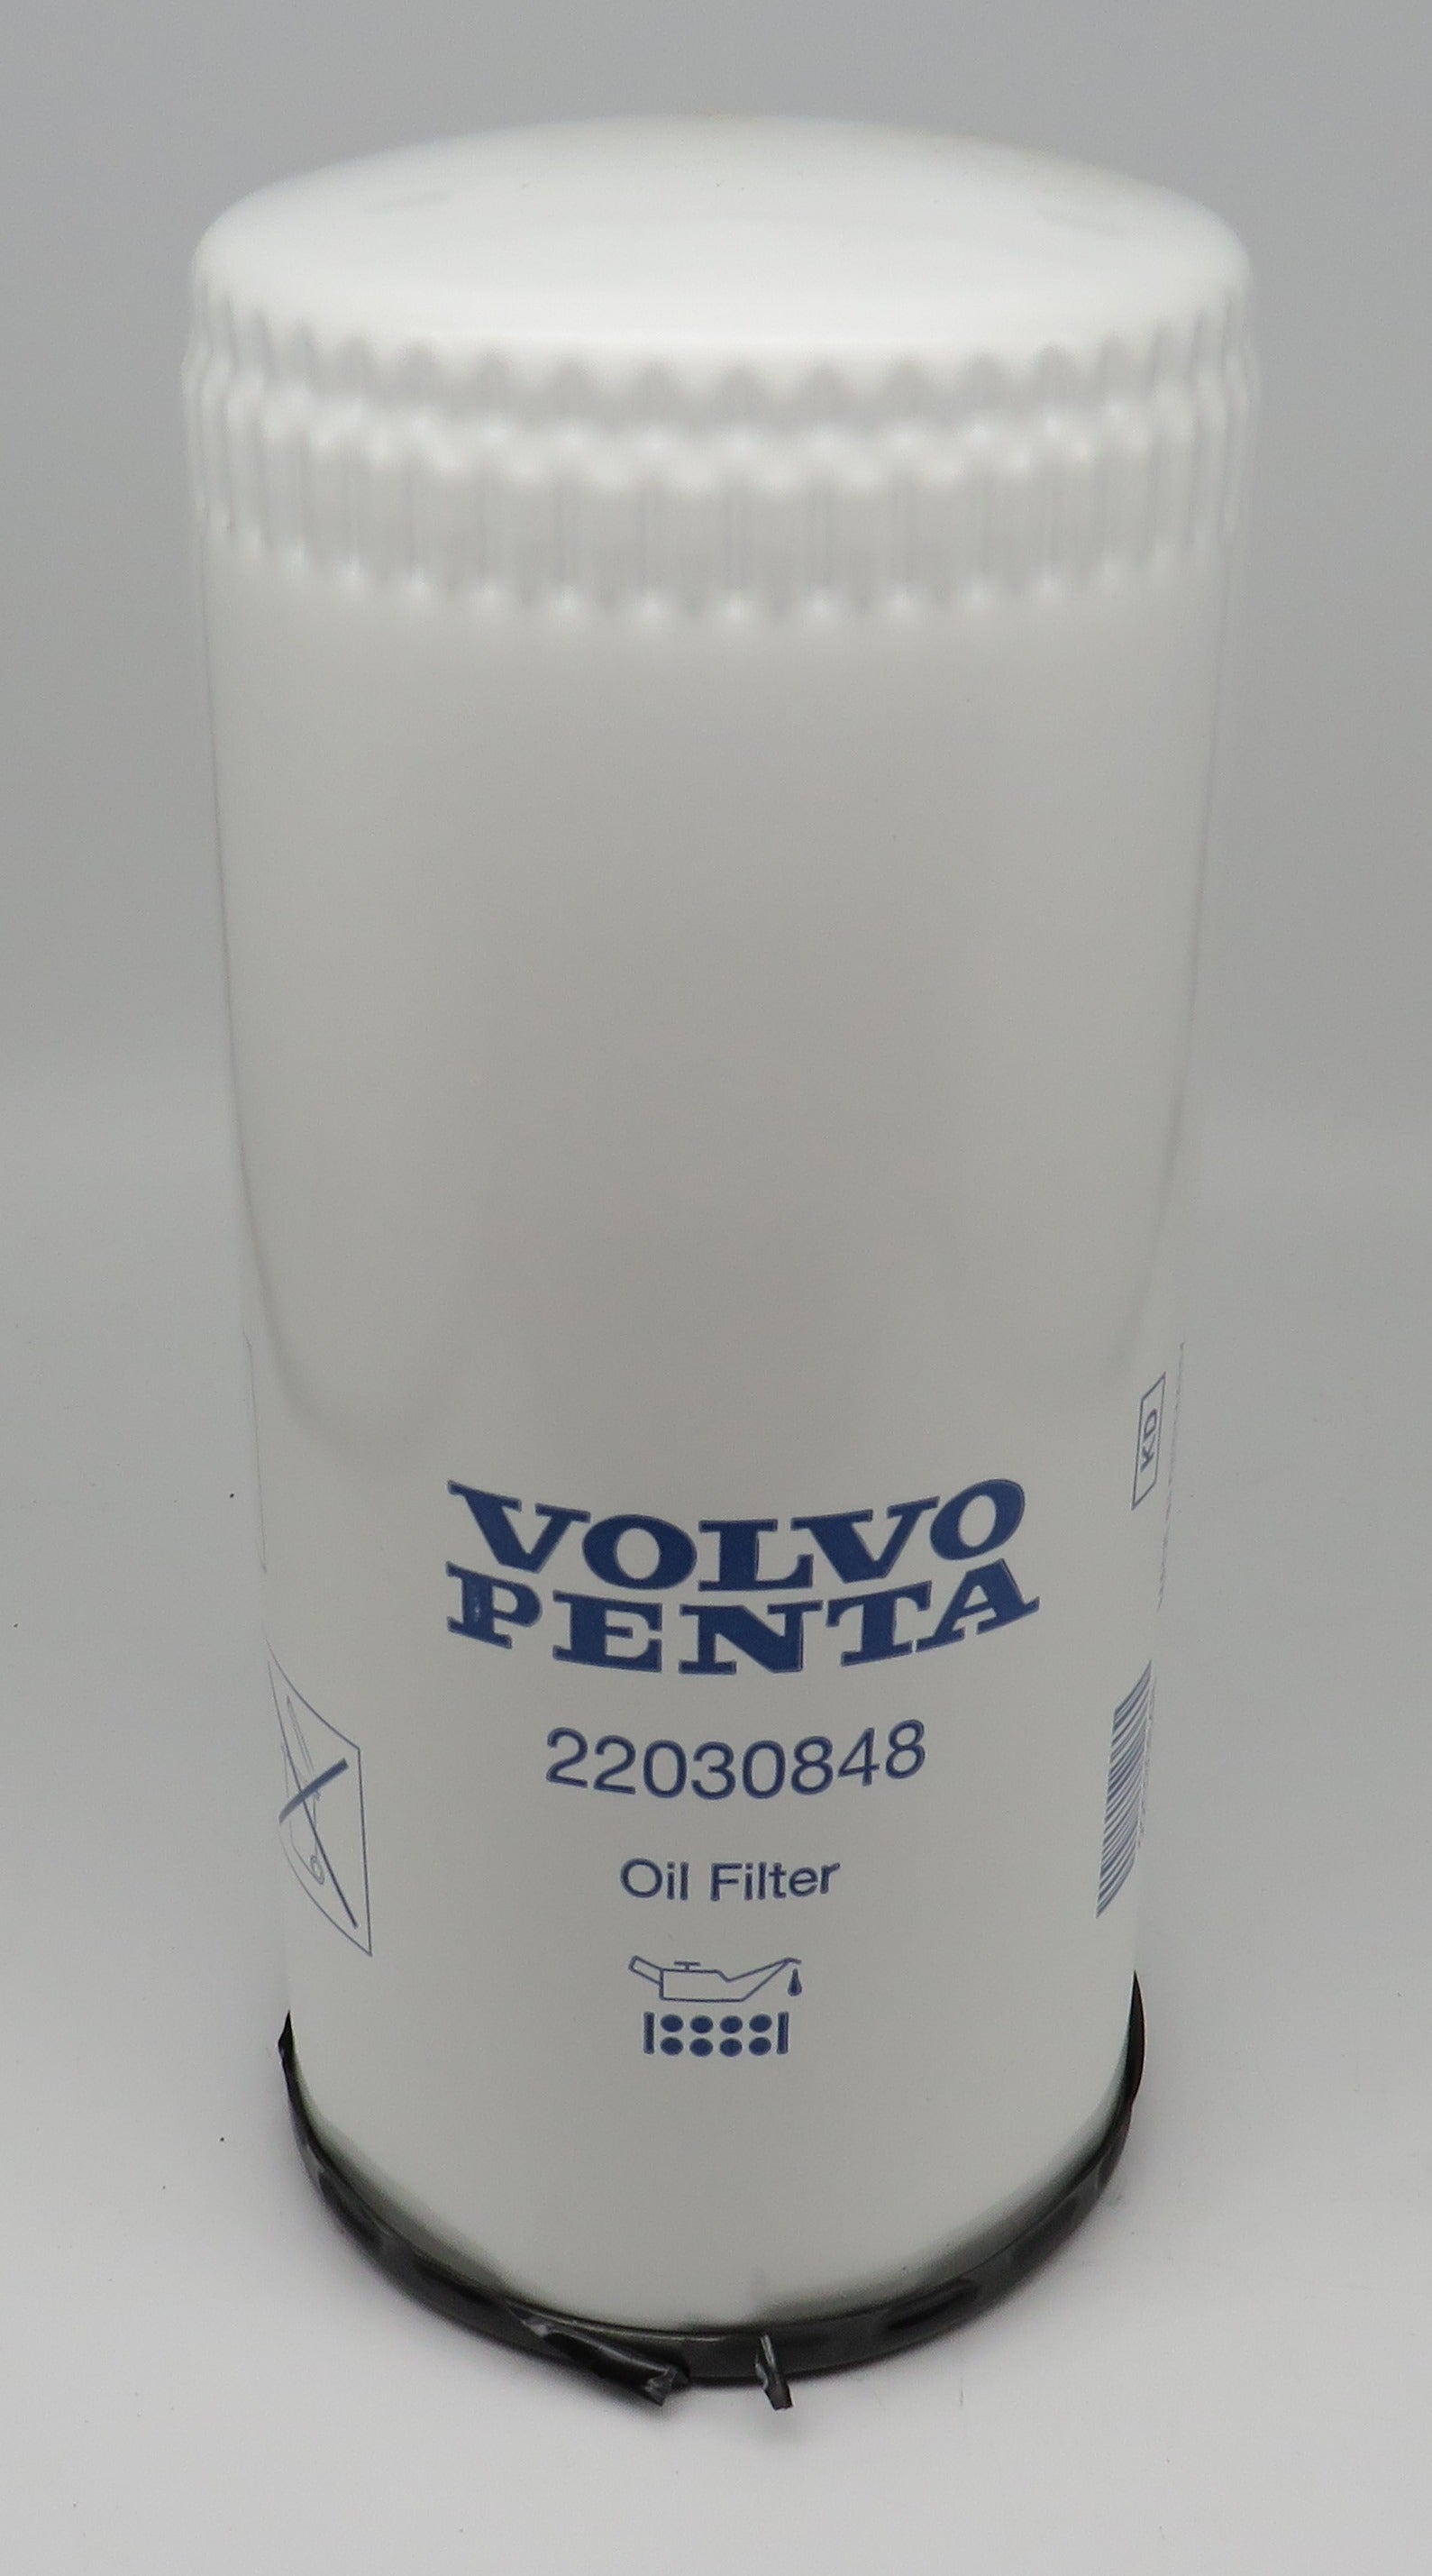 VOLVO
PENTA
22030848
Oil Filter
KD